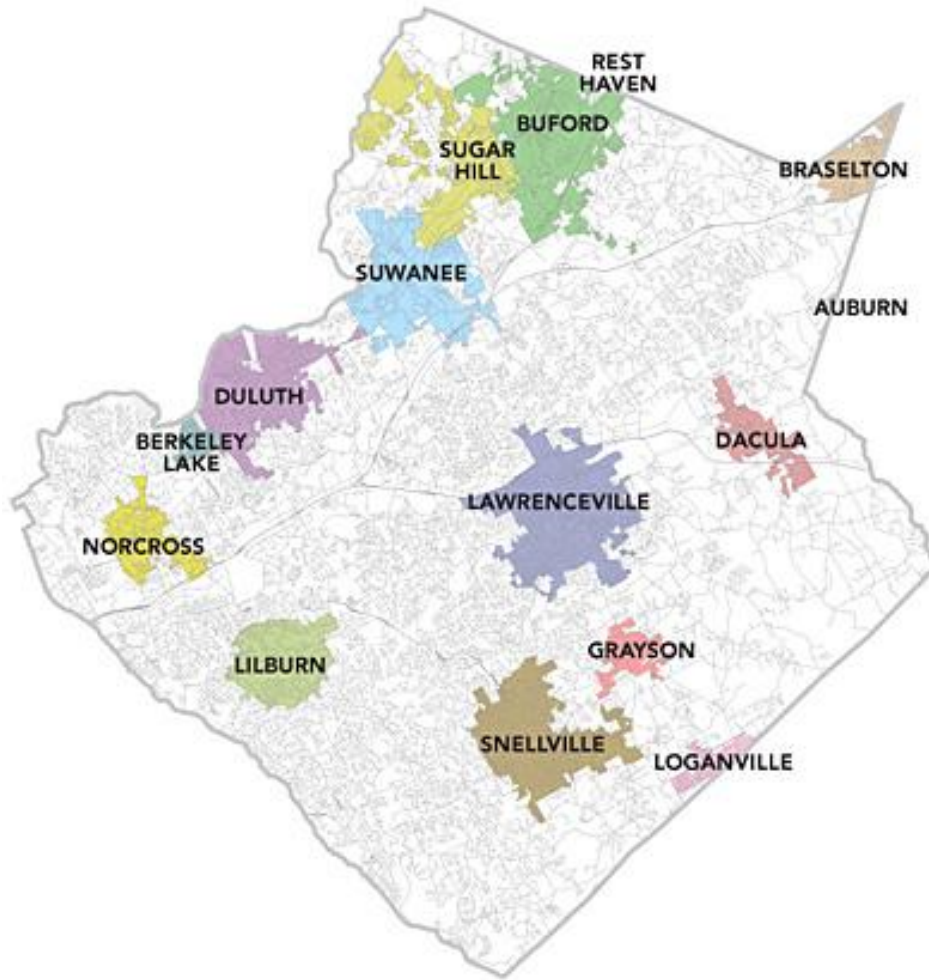 REST
HAVEN
BUFORD
SUGAR
HILL
BRASELTON
SUWANEE
AUBURN
DULUTH
BERKELEY
LAKE
DACULA
LAWRENCEVILLE
NORCROSS
GRAYSON
LILBURN
SNELLVILLE
LOGANVILLE